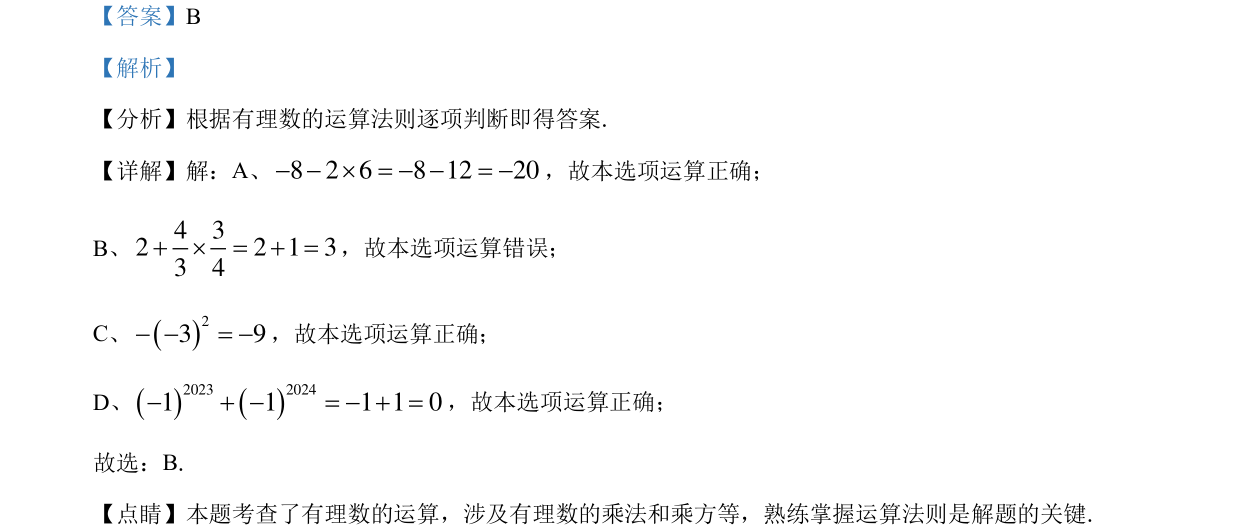 【答案】B
【解析】
【分析】根据有理数的运算法则逐项判断即得答案.
【详解】解：A、$-8-2\times6=-8-12=-20$，故本选项运算正确；
B、$2+\frac{4}{3}\times\frac{3}{4}=2+1=3$，故本选项运算错误；
C、$-(-3)^{2}=-9$，故本选项运算正确；
D、$(-1)^{2023}+(-1)^{2024}=-1+1=0$，故本选项运算正确；
故选：B.
【点睛】本题考查了有理数的运算，涉及有理数的乘法和乘方等，熟练掌握运算法则是解题的关键.